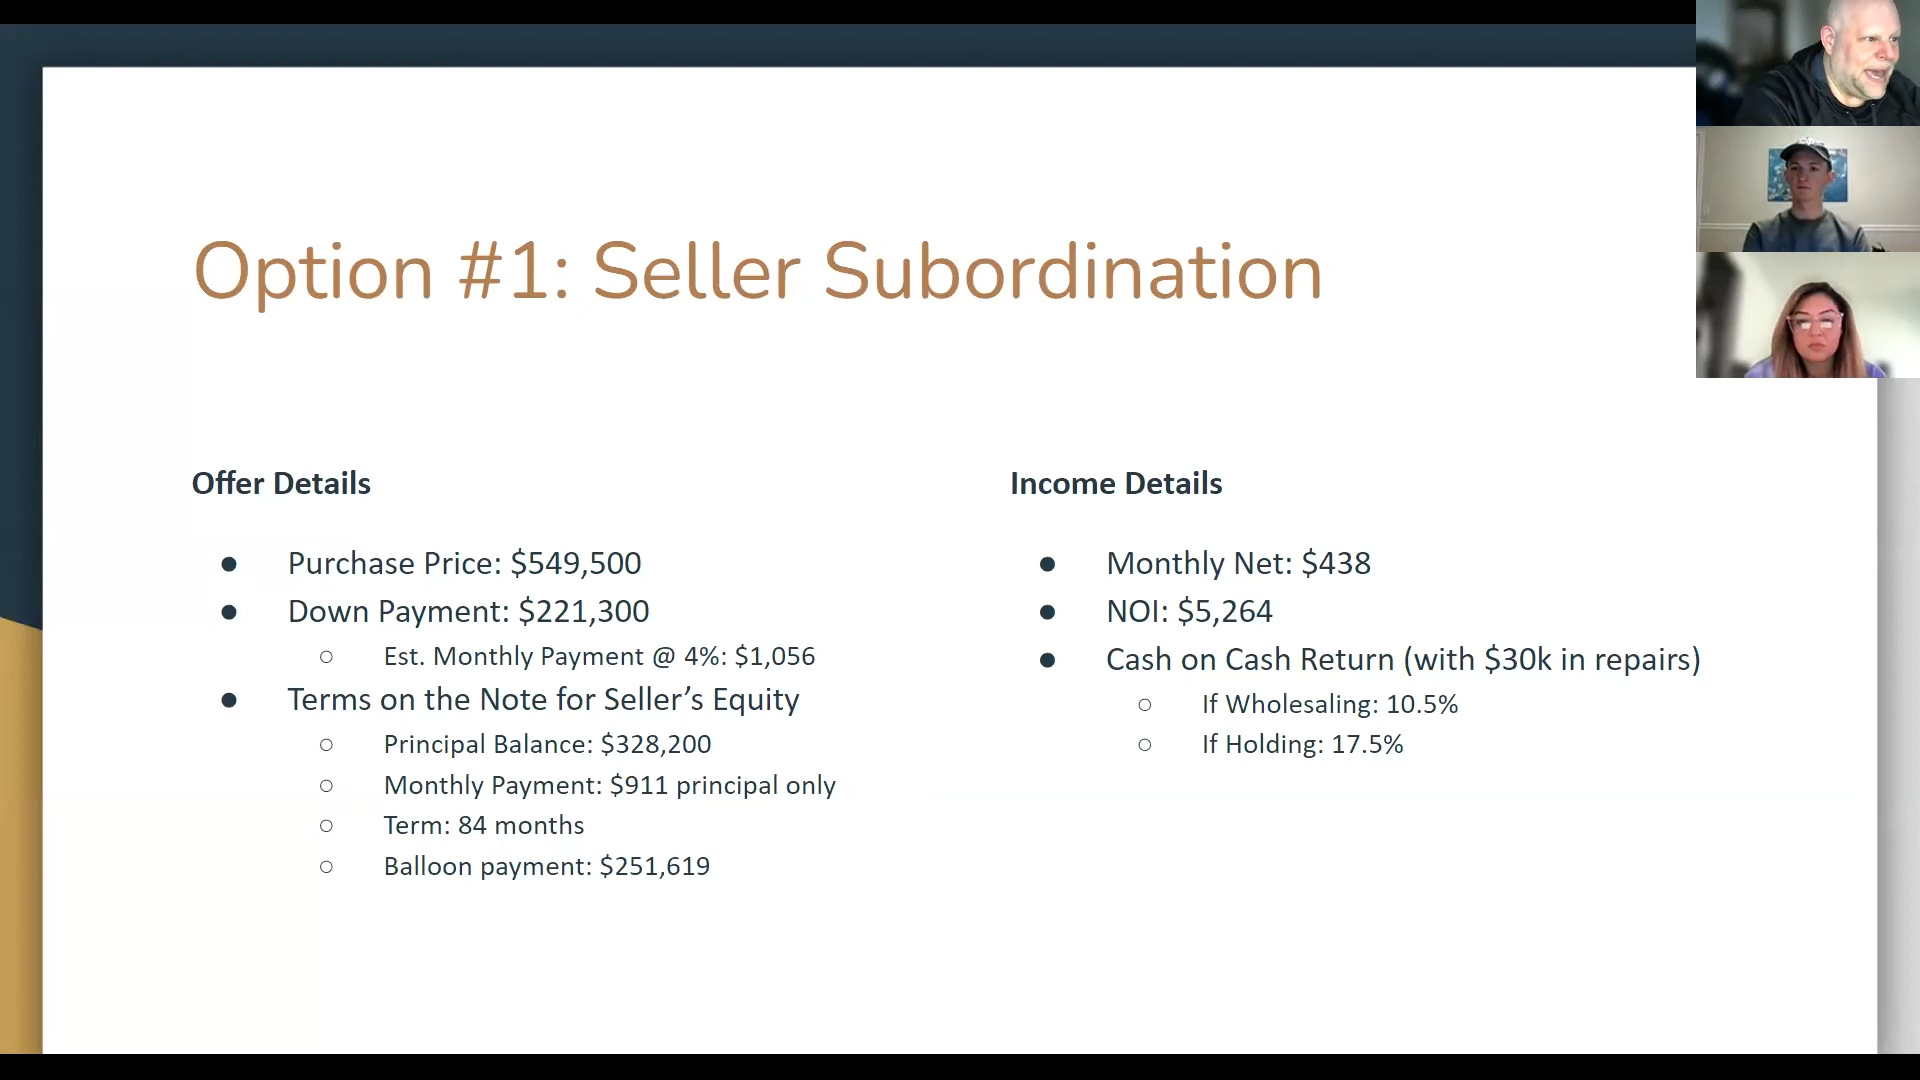 Option #1: Seller Subordination
Offer Details
● Purchase Price: $549,500
● Down Payment: $221,300
○ Est. Monthly Payment @ 4%: $1,056
● Terms on the Note for Seller’s Equity
○ Principal Balance: $328,200
○ Monthly Payment: $911 principal only
○ Term: 84 months
○ Balloon payment: $251,619
Income Details
● Monthly Net: $438
● NOI: $5,264
● Cash on Cash Return (with $30k in repairs)
○ If Wholesaling: 10.5%
○ If Holding: 17.5%